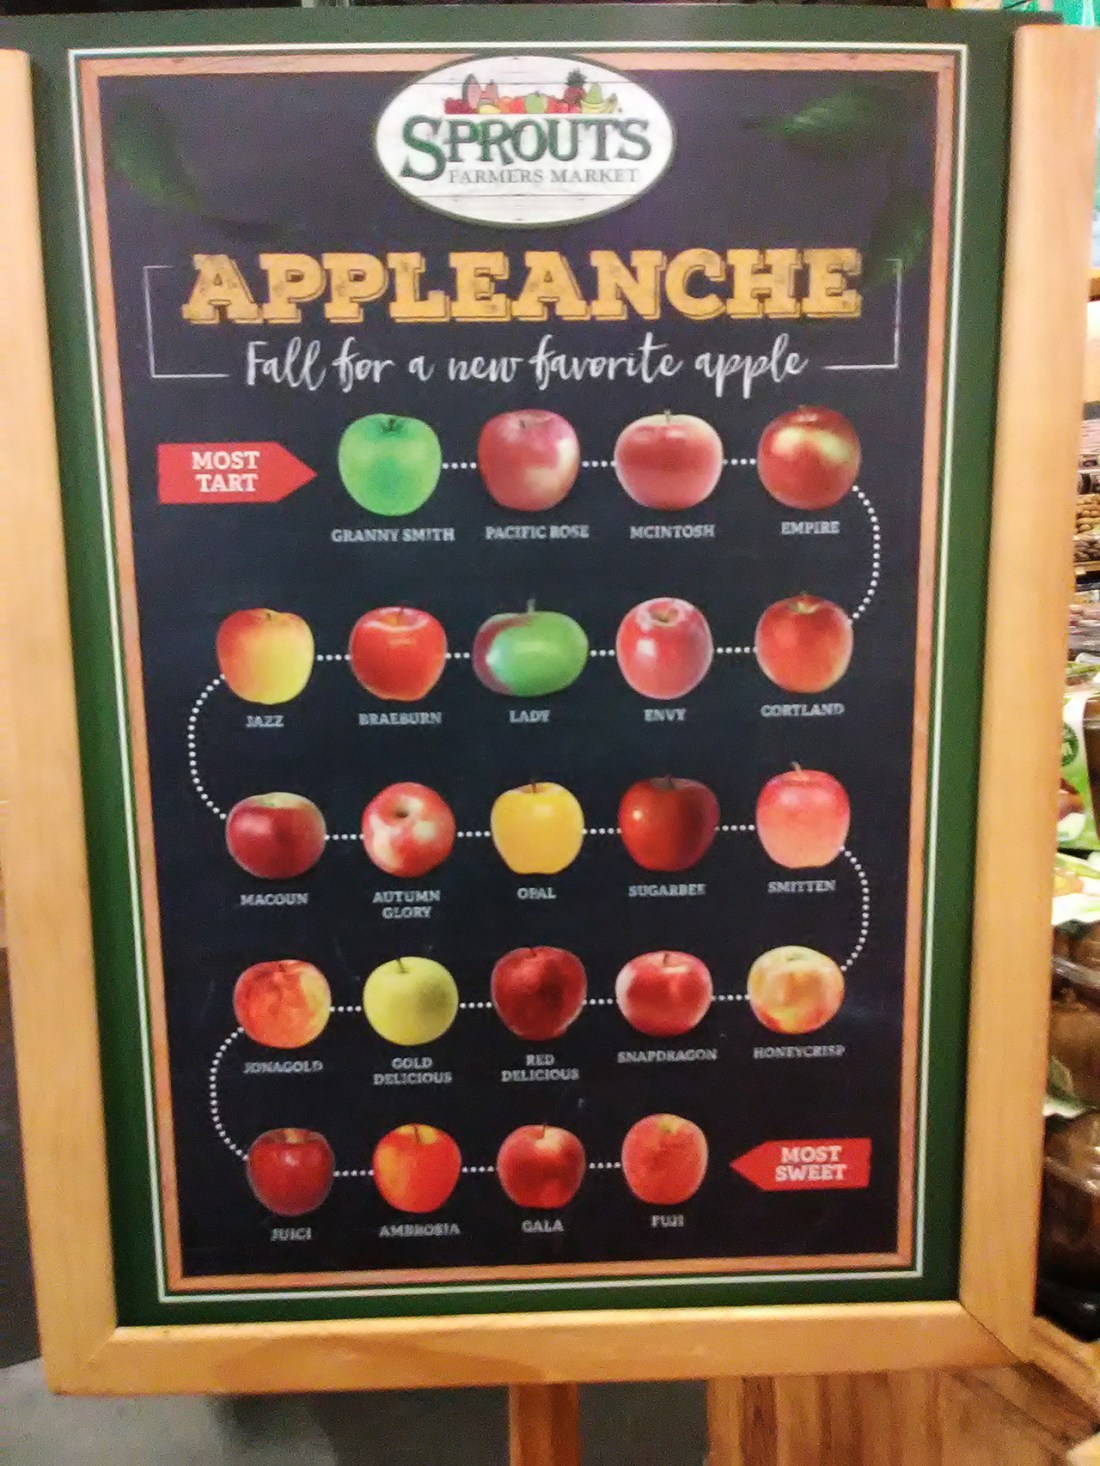 SPROUTS
FARMERS MARKET
APPLEANCHE
Fall for a new favorite apple
MOST
TART
GRANNY SMITH PACIFIC ROSE MCINTOSH EMPIRE
JAZZ BRAEBURN LADY ENVY CORTLAND
MACOUN AUTUMN
GLORY OPAL SUGARBEE SMITTEN
JONAGOLD GOLD
DELICIOUS RED
DELICIOUS SNAPDRAGON HONEYCRISP
JUICI AMBROSIA GALA FUJI
MOST
SWEET